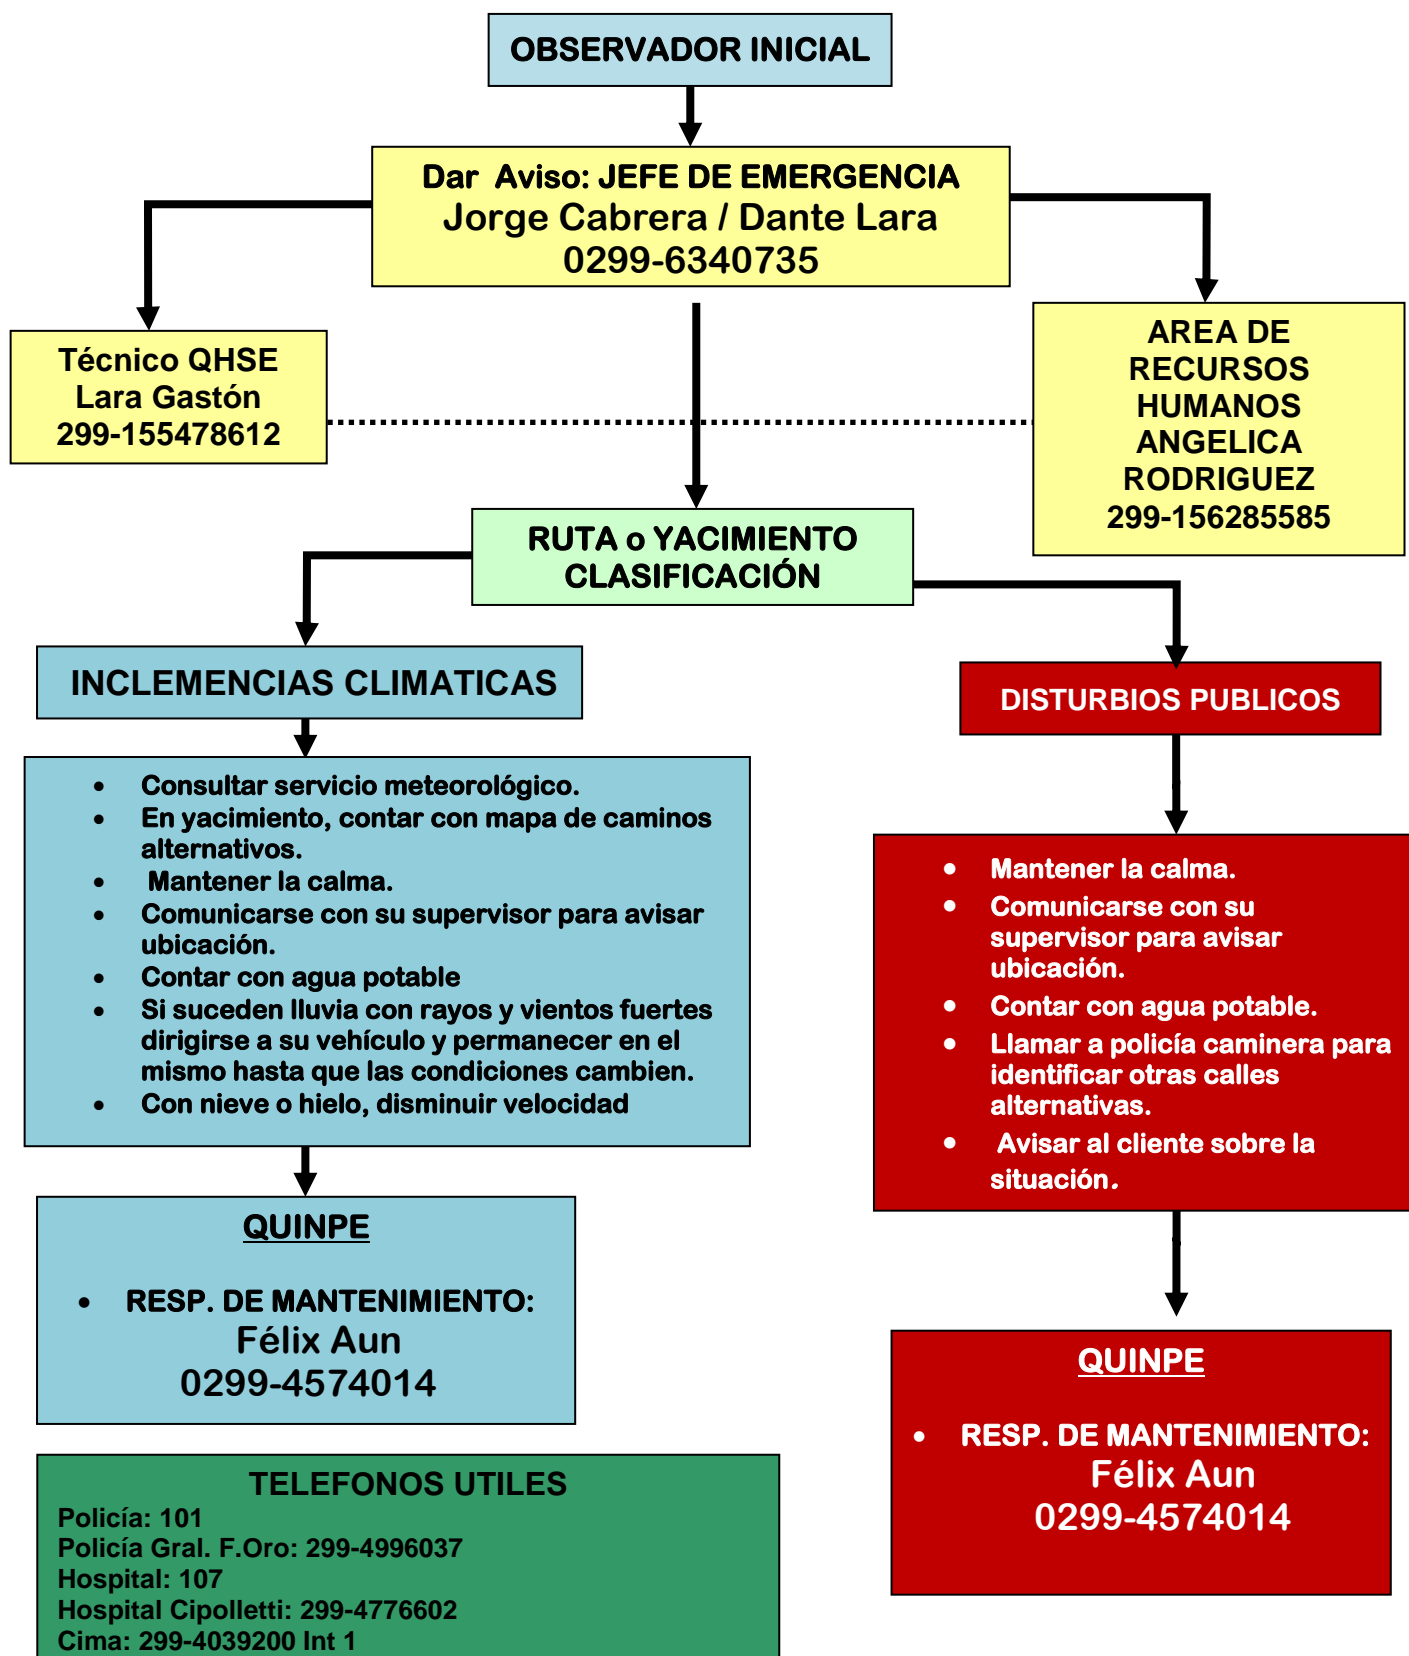 OBSERVADOR INICIAL
Dar  Aviso: JEFE DE EMERGENCIA
Jorge Cabrera / Dante Lara
0299-6340735
Técnico QHSE
Lara Gastón
299-155478612
AREA DE
RECURSOS
HUMANOS
ANGELICA
RODRIGUEZ
299-156285585
RUTA o YACIMIENTO
CLASIFICACIÓN
INCLEMENCIAS CLIMATICAS
• Consultar servicio meteorológico.
• En yacimiento, contar con mapa de caminos
alternativos.
• Mantener la calma.
• Comunicarse con su supervisor para avisar
ubicación.
• Contar con agua potable
• Si suceden lluvia con rayos y vientos fuertes
dirigirse a su vehículo y permanecer en el
mismo hasta que las condiciones cambien.
• Con nieve o hielo, disminuir velocidad
QUINPE
• RESP. DE MANTENIMIENTO:
Félix Aun
0299-4574014
DISTURBIOS PUBLICOS
• Mantener la calma.
• Comunicarse con su
supervisor para avisar
ubicación.
• Contar con agua potable.
• Llamar a policía caminera para
identificar otras calles
alternativas.
• Avisar al cliente sobre la
situación.
QUINPE
• RESP. DE MANTENIMIENTO:
Félix Aun
0299-4574014
TELEFONOS UTILES
Policía: 101
Policía Gral. F.Oro: 299-4996037
Hospital: 107
Hospital Cipolletti: 299-4776602
Cima: 299-4039200 Int 1